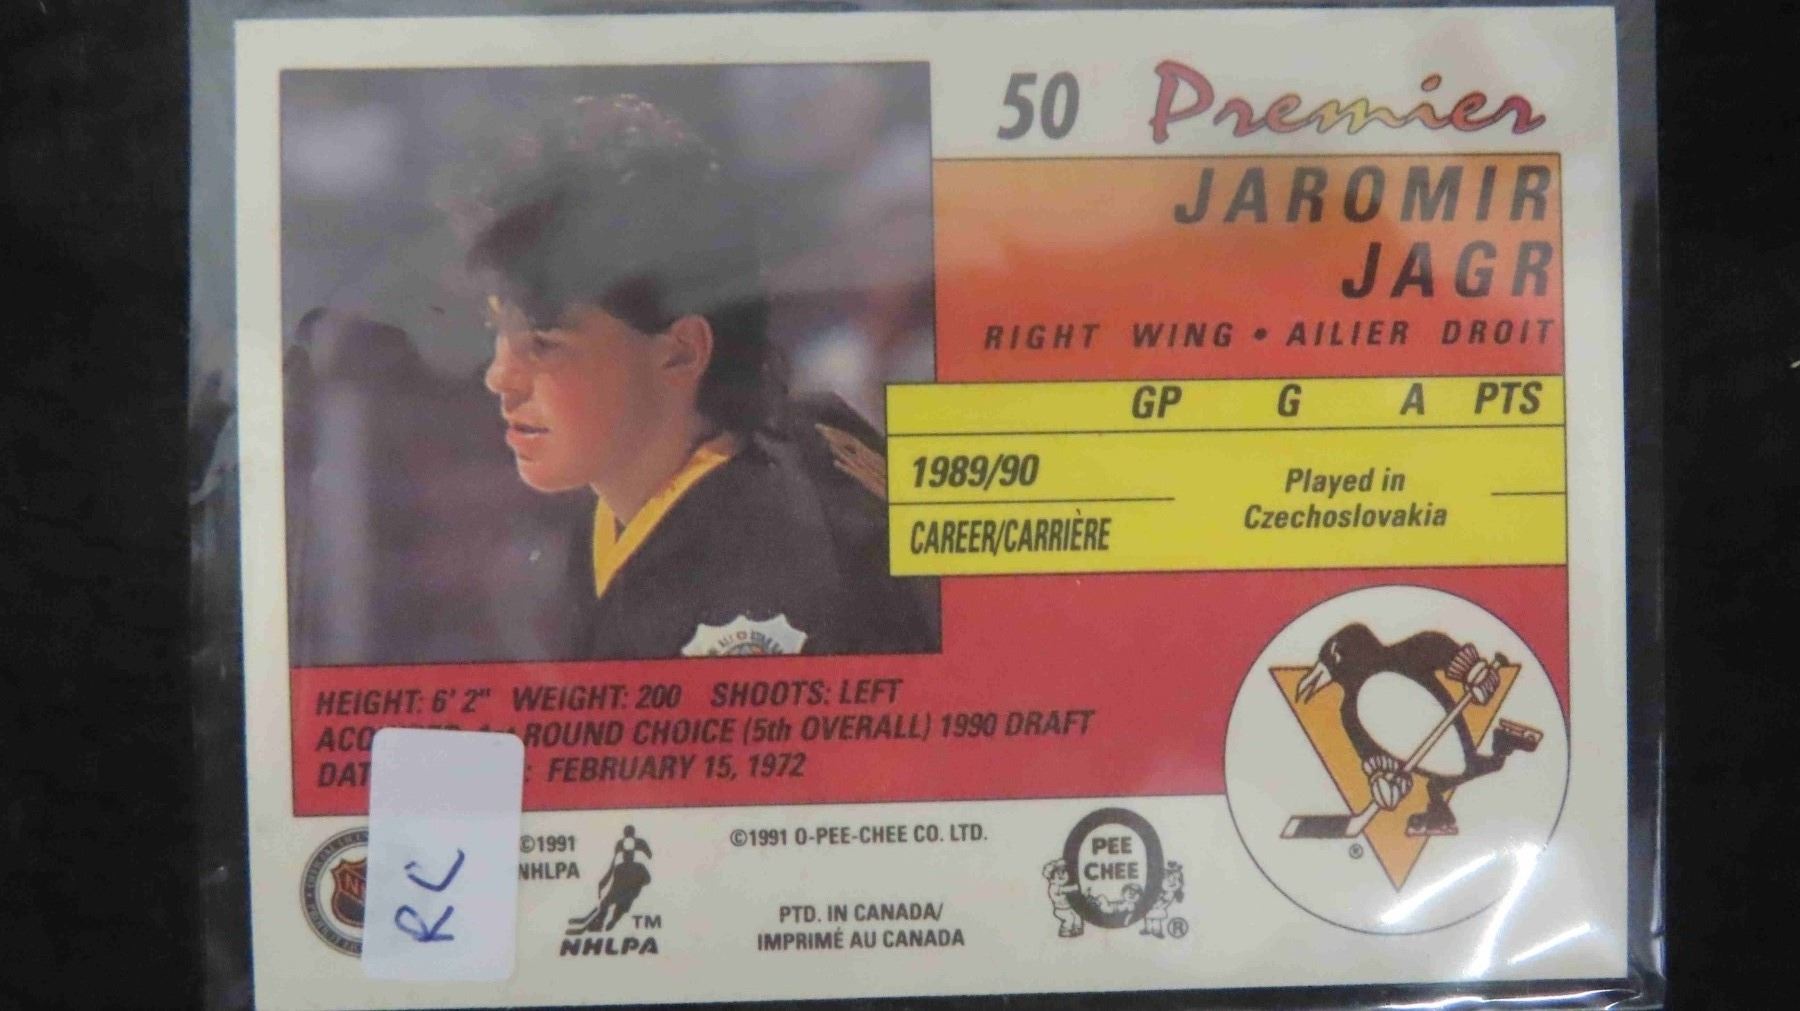 50 Premier
JAROMIR
JAGR
RIGHT WING • AILIER DROIT
GP G A PTS
1989/90
CAREER/CARRIÈRE
Played in
Czechoslovakia
HEIGHT: 6' 2" WEIGHT: 200 SHOOTS: LEFT
ROUND CHOICE (5th OVERALL) 1990 DRAFT
: FEBRUARY 15, 1972
RC
©1991
NHLPA
TM
NHLPA
©1991 O-PEE-CHEE CO. LTD.
PTD. IN CANADA/
IMPRIMÉ AU CANADA
PEE
CHEE
®
®